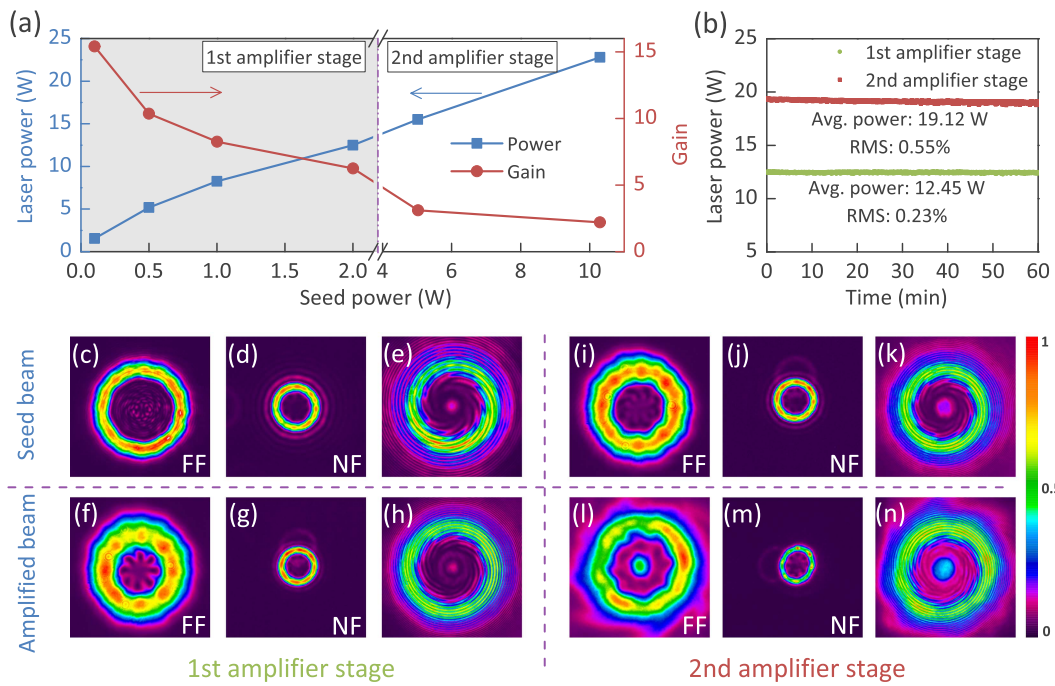 (a)
25
20
15
10
5
0
Laser power (W)
1st amplifier stage
2nd amplifier stage
Power
Gain
15
10
5
0
Gain
0.0
0.5
1.0
1.5
2.0
4
6
8
10
Seed power (W)
(b)
25
20
15
10
5
Laser power (W)
1st amplifier stage
2nd amplifier stage
Avg. power: 19.12 W
RMS: 0.55%
Avg. power: 12.45 W
RMS: 0.23%
0
10
20
30
40
50
60
Time (min)
Seed beam
(c)
FF
(d)
NF
(e)
(i)
FF
(j)
NF
(k)
1
0.5
0
Amplified beam
(f)
FF
(g)
NF
(h)
(l)
FF
(m)
NF
(n)
1st amplifier stage
2nd amplifier stage